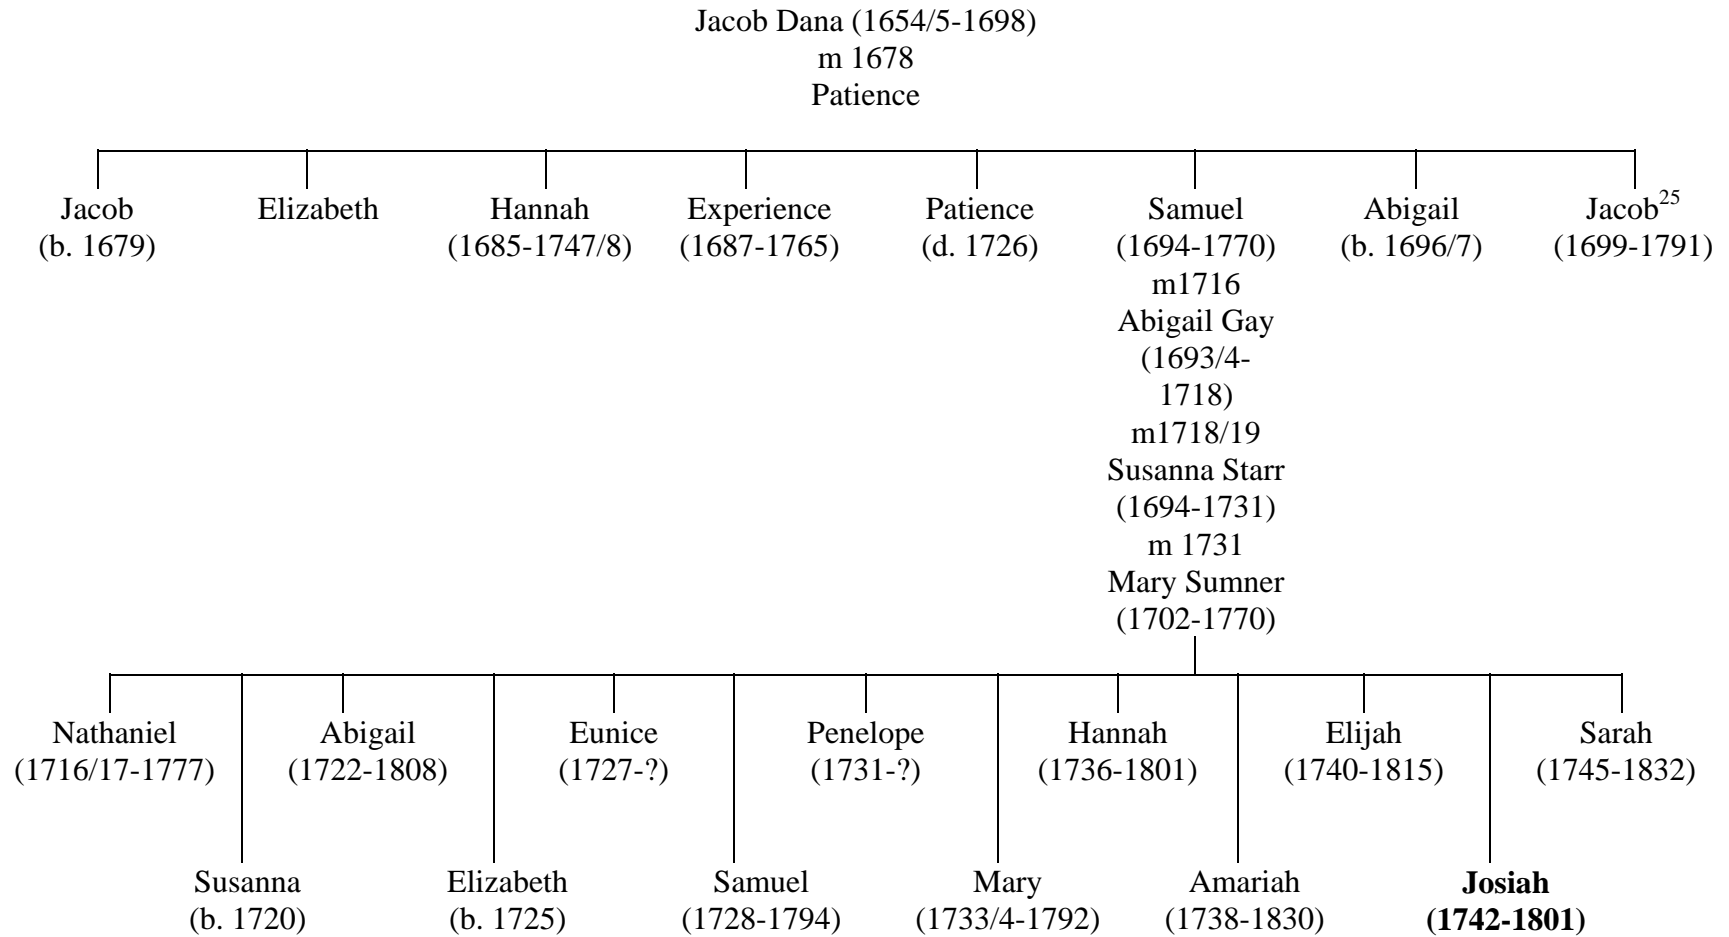 Jacob Dana (1654/5-1698)
m 1678
Patience
Jacob Elizabeth Hannah Experience Patience Samuel Abigail Jacob25
(b. 1679) (1685-1747/8) (1687-1765) (d. 1726) (1694-1770) (b. 1696/7) (1699-1791)
m1716
Abigail Gay
(1693/4-
1718)
m1718/19
Susanna Starr
(1694-1731)
m 1731
Mary Sumner
(1702-1770)
Nathaniel Abigail Eunice Penelope Hannah Elijah Sarah
(1716/17-1777) (1722-1808) (1727-?) (1731-?) (1736-1801) (1740-1815) (1745-1832)
Susanna Elizabeth Samuel Mary Amariah Josiah
(b. 1720) (b. 1725) (1728-1794) (1733/4-1792) (1738-1830) (1742-1801)